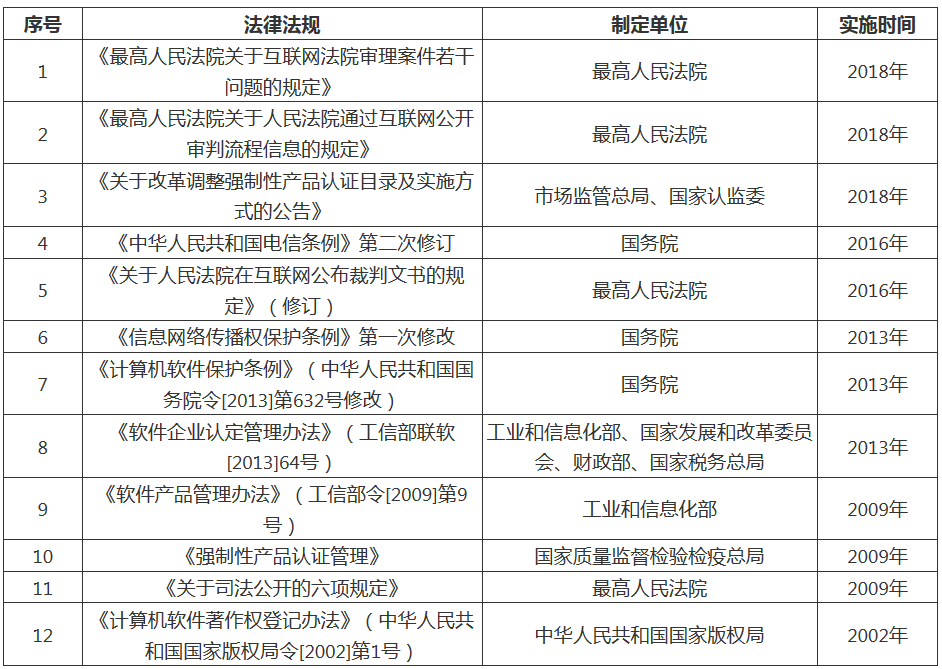 序号 法律法规 制定单位 实施时间
1 《最高人民法院关于互联网法院审理案件若干 最高人民法院 2018年
问题的规定》
2 《最高人民法院关于人民法院通过互联网公开 最高人民法院 2018年
审判流程信息的规定》
3 《关于改革调整强制性产品认证目录及实施方 市场监管总局、国家认监委 2018年
式的公告》
4 《中华人民共和国电信条例》第二次修订 国务院 2016年
5 《关于人民法院在互联网公布裁判文书的规 最高人民法院 2016年
定》（修订）
6 《信息网络传播权保护条例》第一次修改 国务院 2013年
7 《计算机软件保护条例》（中华人民共和国国 国务院 2013年
务院令[2013]第632号修改）
8 《软件企业认定管理办法》（工信部联软 工业和信息化部、国家发展和改革委员 2013年
[2013]64号） 会、财政部、国家税务总局
9 《软件产品管理办法》（工信部令[2009]第9 工业和信息化部 2009年
号）
10 《强制性产品认证管理》 国家质量监督检验检疫总局 2009年
11 《关于司法公开的六项规定》 最高人民法院 2009年
12 《计算机软件著作权登记办法》（中华人民共 中华人民共和国国家版权局 2002年
和国国家版权局令[2002]第1号）